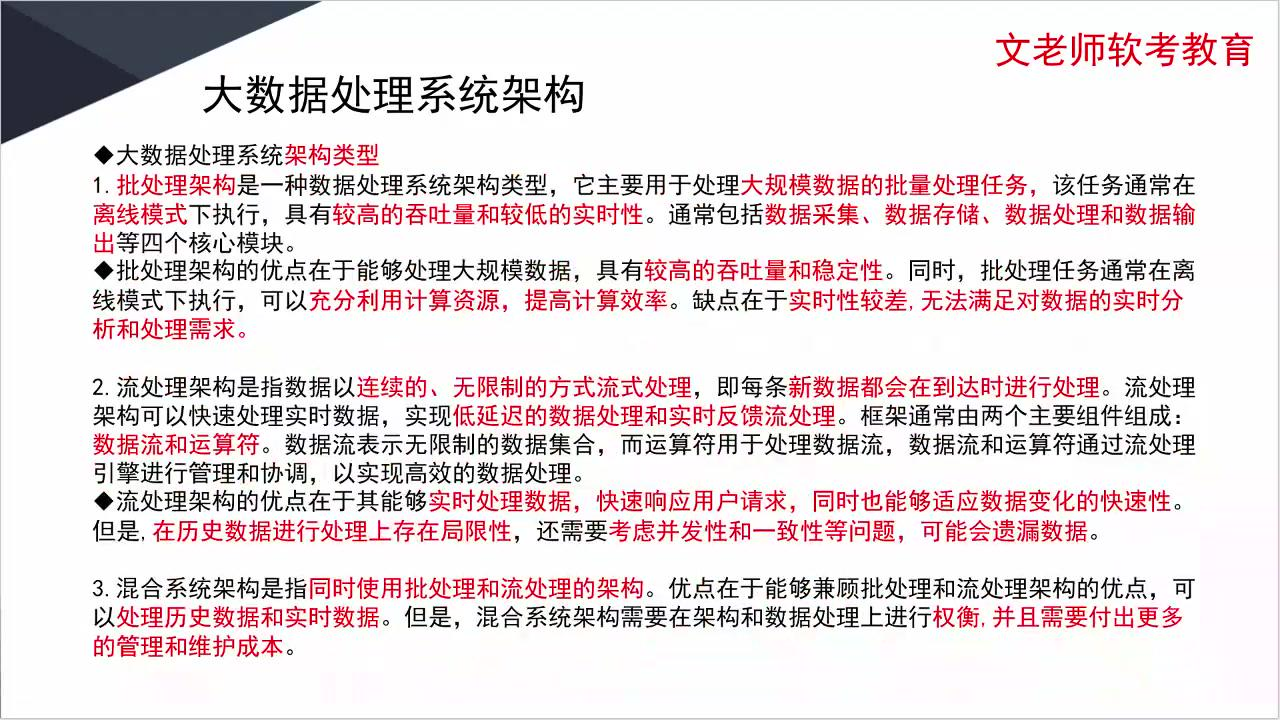 文老师软考教育
大数据处理系统架构
◆大数据处理系统架构类型
1.批处理架构是一种数据处理系统架构类型，它主要用于处理大规模数据的批量处理任务，该任务通常在
离线模式下执行，具有较高的吞吐量和较低的实时性。通常包括数据采集、数据存储、数据处理和数据输
出等四个核心模块。
◆批处理架构的优点在于能够处理大规模数据，具有较高的吞吐量和稳定性。同时，批处理任务通常在离
线模式下执行，可以充分利用计算资源，提高计算效率。缺点在于实时性较差,无法满足对数据的实时分
析和处理需求。
2.流处理架构是指数据以连续的、无限制的方式流式处理，即每条新数据都会在到达时进行处理。流处理
架构可以快速处理实时数据，实现低延迟的数据处理和实时反馈流处理。框架通常由两个主要组件组成：
数据流和运算符。数据流表示无限制的数据集合，而运算符用于处理数据流，数据流和运算符通过流处理
引擎进行管理和协调，以实现高效的数据处理。
◆流处理架构的优点在于其能够实时处理数据，快速响应用户请求，同时也能够适应数据变化的快速性。
但是,在历史数据进行处理上存在局限性，还需要考虑并发性和一致性等问题，可能会遗漏数据。
3.混合系统架构是指同时使用批处理和流处理的架构。优点在于能够兼顾批处理和流处理架构的优点，可
以处理历史数据和实时数据。但是，混合系统架构需要在架构和数据处理上进行权衡,并且需要付出更多
的管理和维护成本。